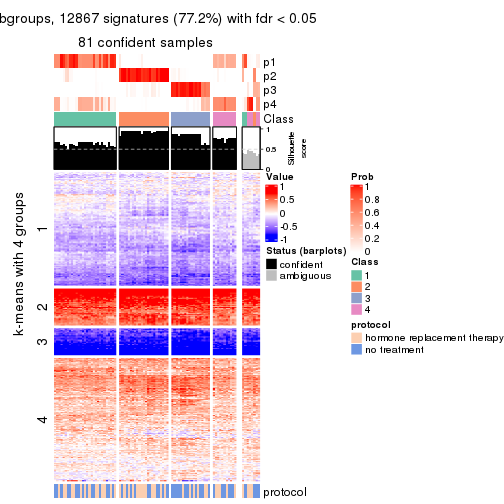 bgroups, 12867 signatures (77.2%) with fdr < 0.05
81 confident samples
p1
p2
p3
p4
Class
1
0.5
0
Silhouette
score
k-means with 4 groups
1
2
3
4
protocol
Value
1
0.5
0
-0.5
-1
Status (barplots)
confident
ambiguous
Prob
1
0.8
0.6
0.4
0.2
0
Class
1
2
3
4
protocol
hormone replacement therapy
no treatment